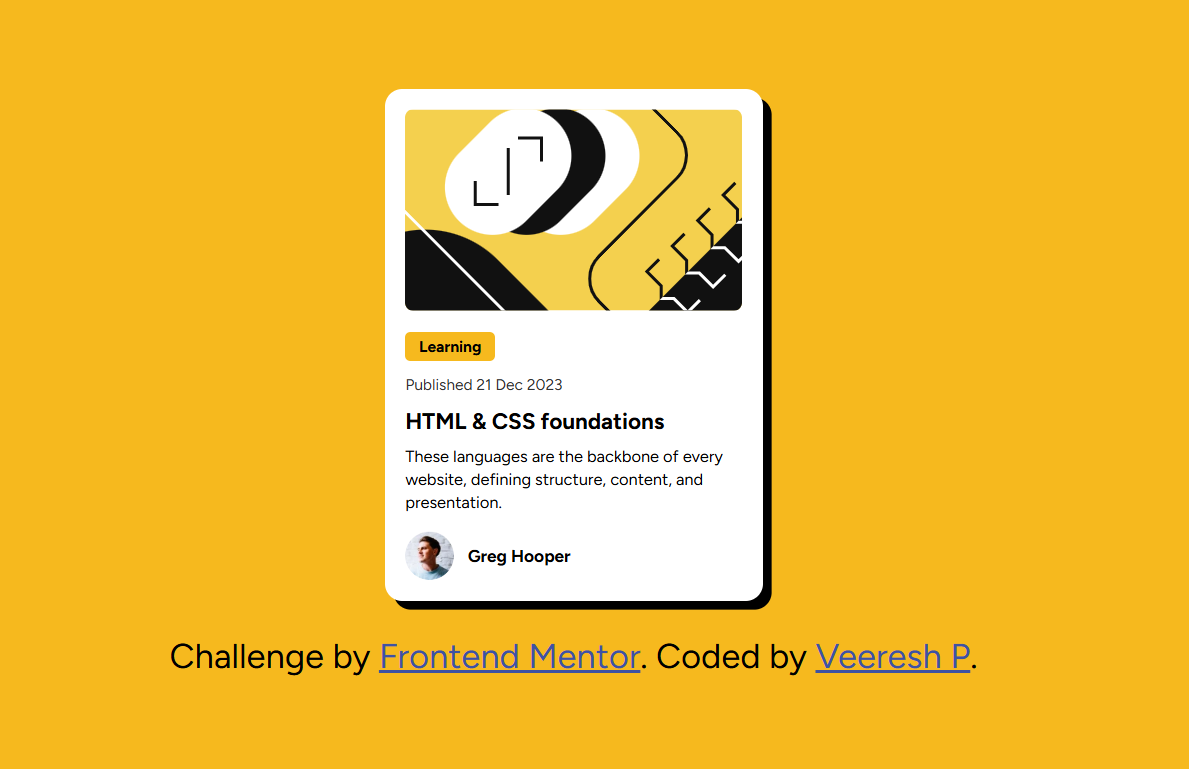 Learning
Published 21 Dec 2023
HTML & CSS foundations
These languages are the backbone of every
website, defining structure, content, and
presentation.
Greg Hooper
Challenge by Frontend Mentor. Coded by Veeresh P.